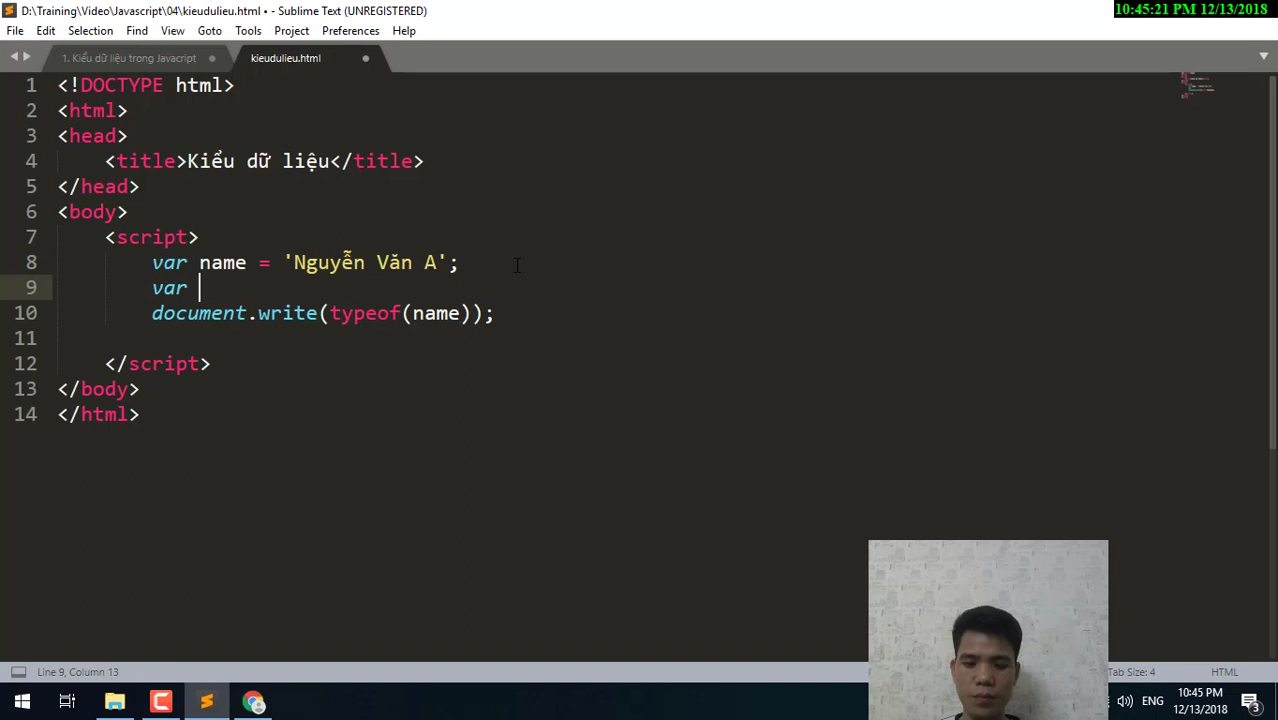 D:\Training\Video\Javascript\04\kieudulieu.html • - Sublime Text (UNREGISTERED)
10:45:21 PM 12/13/2018
File Edit Selection Find View Goto Tools Project Preferences Help
1. Kiểu dữ liệu trong Javacript
kieudulieu.html
1 <!DOCTYPE html>
2 <html>
3 <head>
4 <title>Kiểu dữ liệu</title>
5 </head>
6 <body>
7 <script>
8 var name = 'Nguyễn Văn A';
9 var
10 document.write(typeof(name));
11
12 </script>
13 </body>
14 </html>
Line 9, Column 13
Tab Size: 4
HTML
ENG
10:45 PM
12/13/2018
3